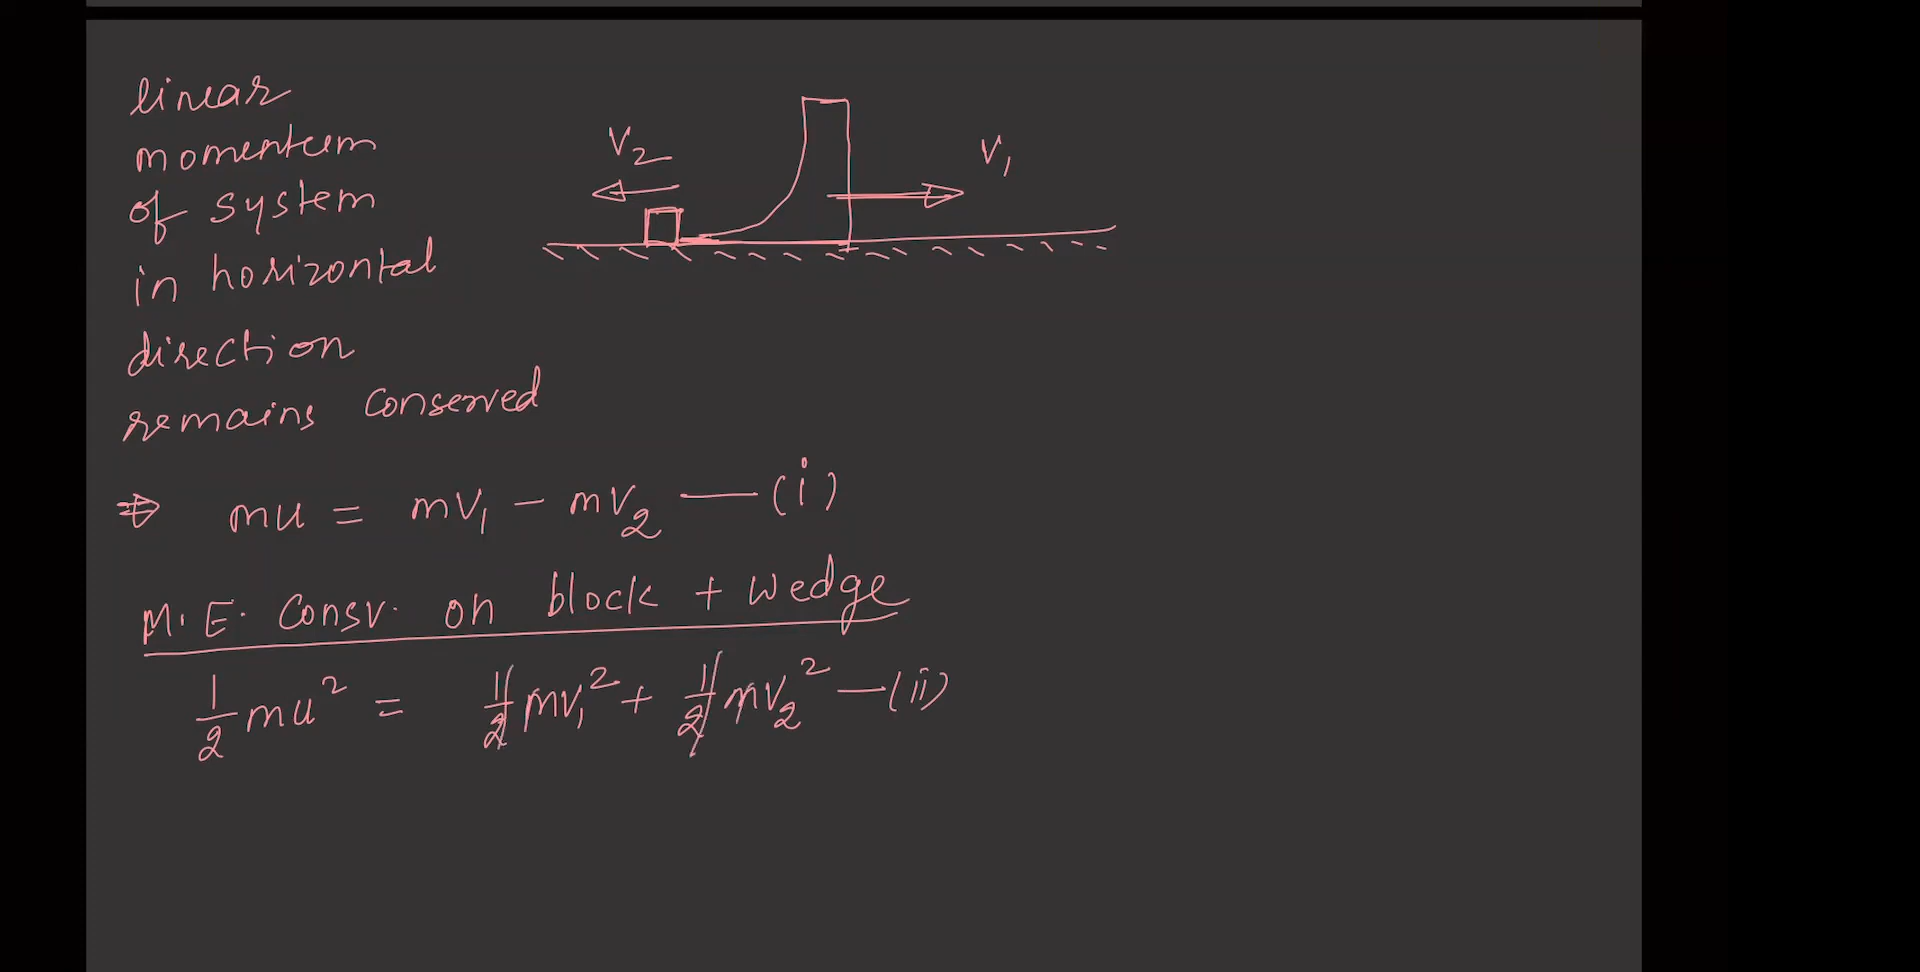 linear
momentum
of system
in horizontal
direction
remains conserved
V₂
V₁
⇒ mu = mv₁ - mv₂ —(i)
M.E. Consv. on block + wedge
1/2 mu² = 1/2 mv₁² + 1/2 mv₂² —(ii)